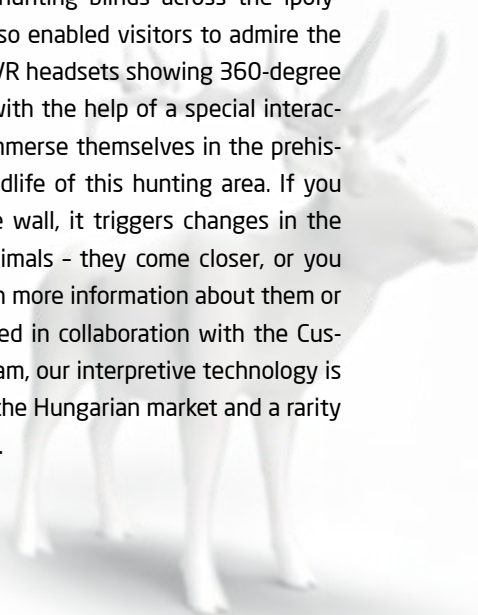 hunting blinds across the Ipoly
so enabled visitors to admire the
VR headsets showing 360-degree
with the help of a special interac-
mmerse themselves in the prehis-
dlife of this hunting area. If you
e wall, it triggers changes in the
imals – they come closer, or you
n more information about them or
ed in collaboration with the Cus-
am, our interpretive technology is
the Hungarian market and a rarity
.